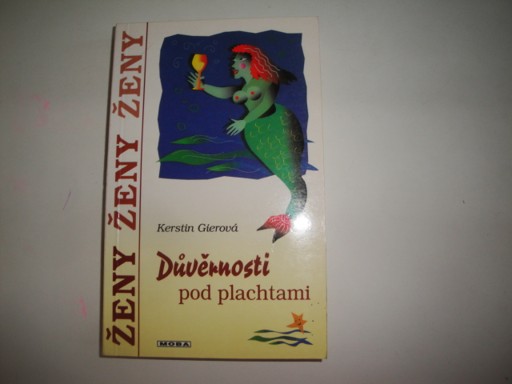 ŽENY ŽENY ŽENY
Kerstin Gierová
Důvěrnosti
pod plachtami
MOBA